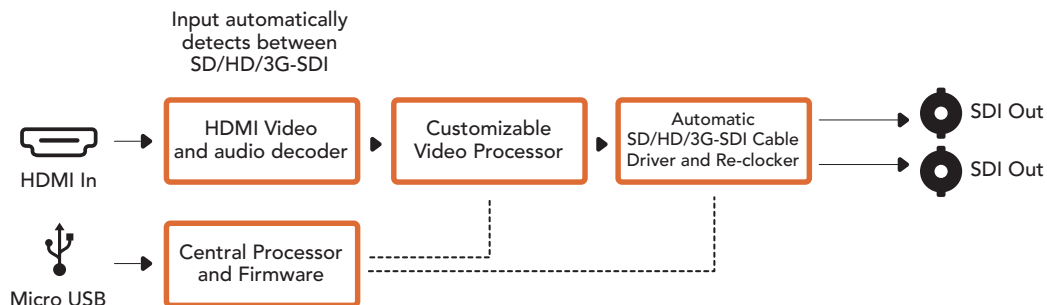 Input automatically
detects between
SD/HD/3G-SDI
HDMI In
HDMI Video
and audio decoder
Customizable
Video Processor
Automatic
SD/HD/3G-SDI Cable
Driver and Re-clocker
SDI Out
SDI Out
Micro USB
Central Processor
and Firmware